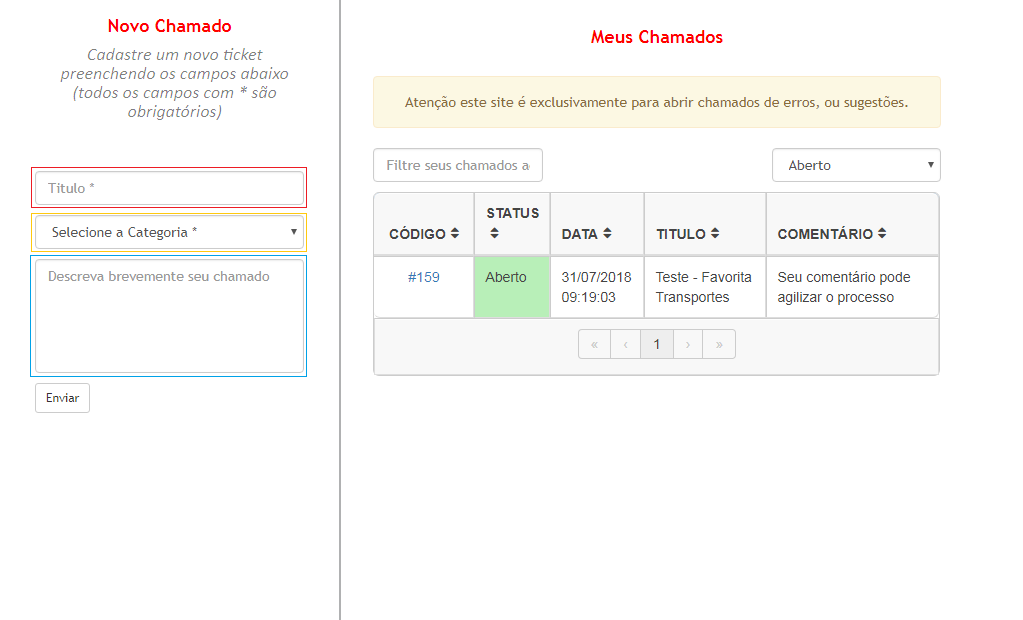 Novo Chamado
Cadastre um novo ticket
preenchendo os campos abaixo
(todos os campos com * são
obrigatórios)
Titulo *
Selecione a Categoria *
Descreva brevemente seu chamado
Enviar
Meus Chamados
Atenção este site é exclusivamente para abrir chamados de erros, ou sugestões.
Filtre seus chamados a
Aberto
CÓDIGO
STATUS
DATA
TITULO
COMENTÁRIO
#159
Aberto
31/07/2018
09:19:03
Teste - Favorita
Transportes
Seu comentário pode
agilizar o processo
« ‹ 1 › »